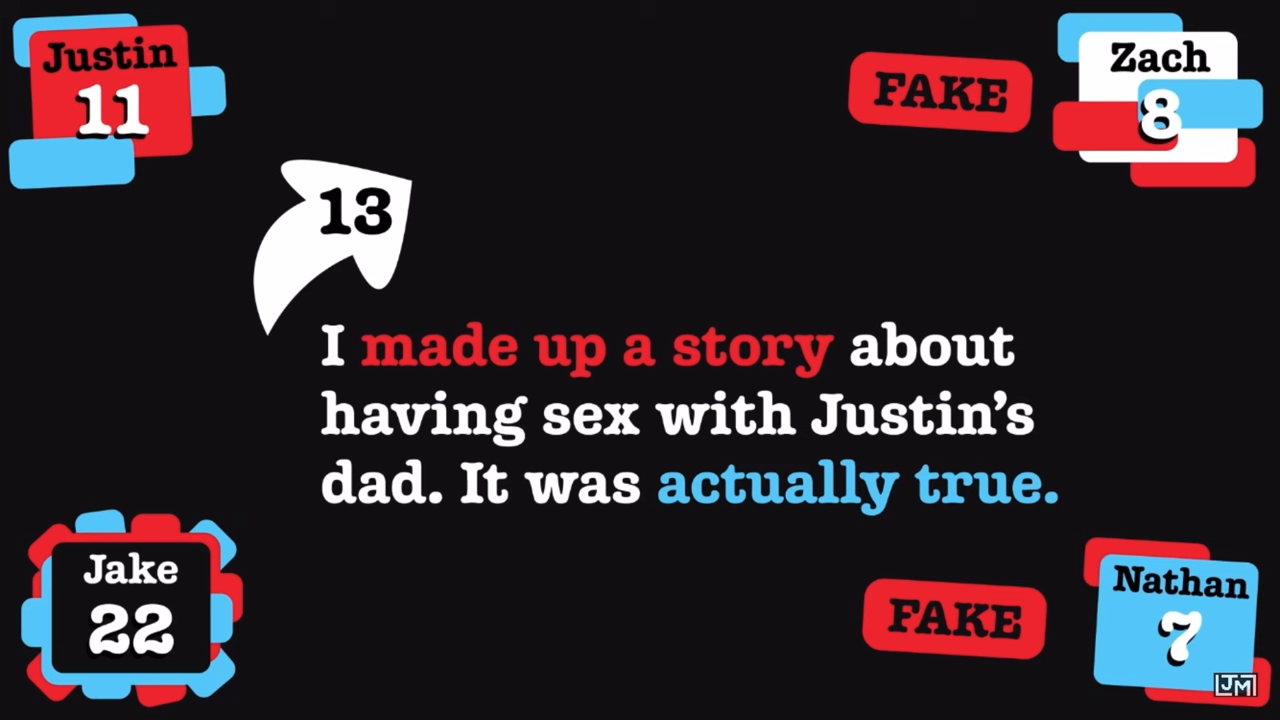 Justin
11
FAKE
Zach
8
13
I made up a story about
having sex with Justin's
dad. It was actually true.
Jake
22
FAKE
Nathan
7
JM